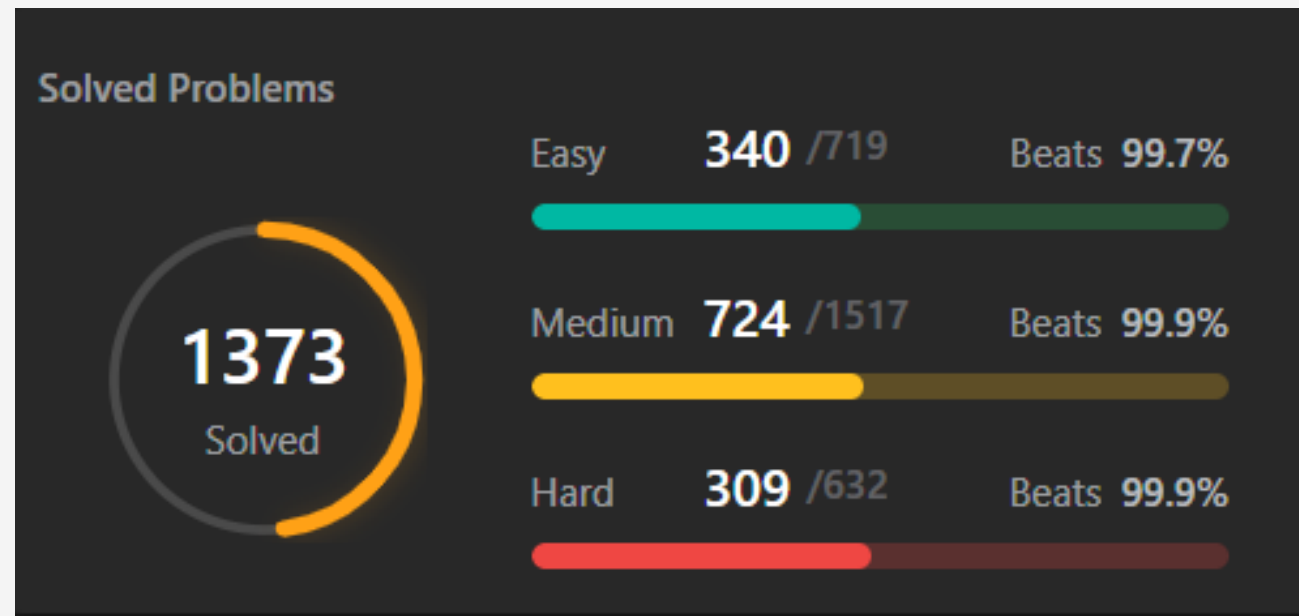 Solved Problems
1373
Solved
Easy 340 /719 Beats 99.7%
Medium 724 /1517 Beats 99.9%
Hard 309 /632 Beats 99.9%